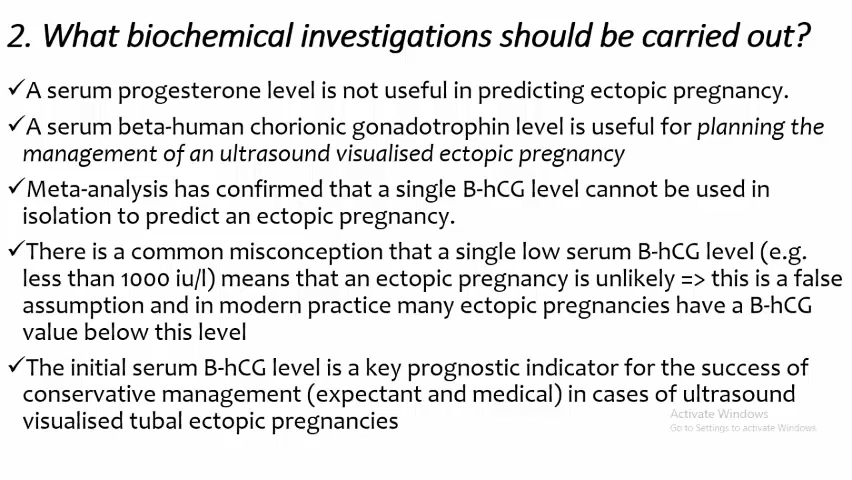 2. What biochemical investigations should be carried out?
✓A serum progesterone level is not useful in predicting ectopic pregnancy.
✓A serum beta-human chorionic gonadotrophin level is useful for planning the
management of an ultrasound visualised ectopic pregnancy
✓Meta-analysis has confirmed that a single B-hCG level cannot be used in
isolation to predict an ectopic pregnancy.
✓There is a common misconception that a single low serum B-hCG level (e.g.
less than 1000 iu/l) means that an ectopic pregnancy is unlikely => this is a false
assumption and in modern practice many ectopic pregnancies have a B-hCG
value below this level
✓The initial serum B-hCG level is a key prognostic indicator for the success of
conservative management (expectant and medical) in cases of ultrasound
visualised tubal ectopic pregnancies
Activate Windows
Go to Settings to activate Windows.